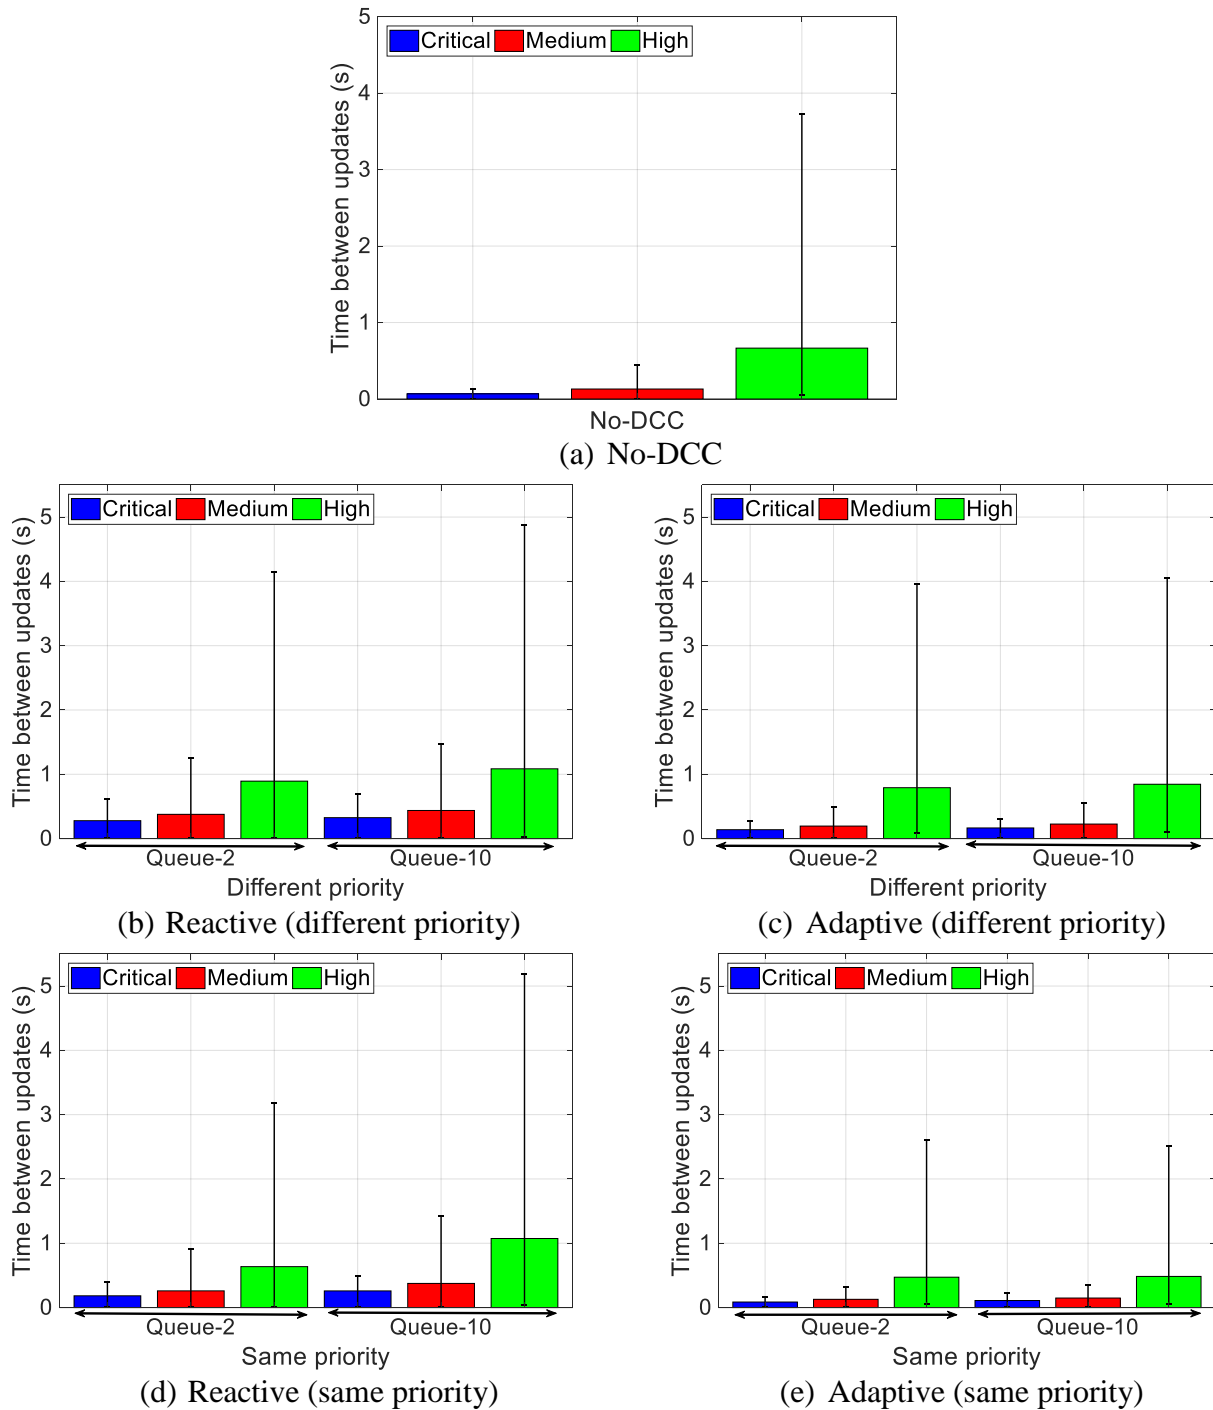 Critical Medium High
Time between updates (s)
5
4
3
2
1
0
No-DCC
(a) No-DCC
Critical Medium High
Time between updates (s)
5
4
3
2
1
0
Queue-2 Queue-10
Different priority
(b) Reactive (different priority)
Critical Medium High
Time between updates (s)
5
4
3
2
1
0
Queue-2 Queue-10
Different priority
(c) Adaptive (different priority)
Critical Medium High
Time between updates (s)
5
4
3
2
1
0
Queue-2 Queue-10
Same priority
(d) Reactive (same priority)
Critical Medium High
Time between updates (s)
5
4
3
2
1
0
Queue-2 Queue-10
Same priority
(e) Adaptive (same priority)